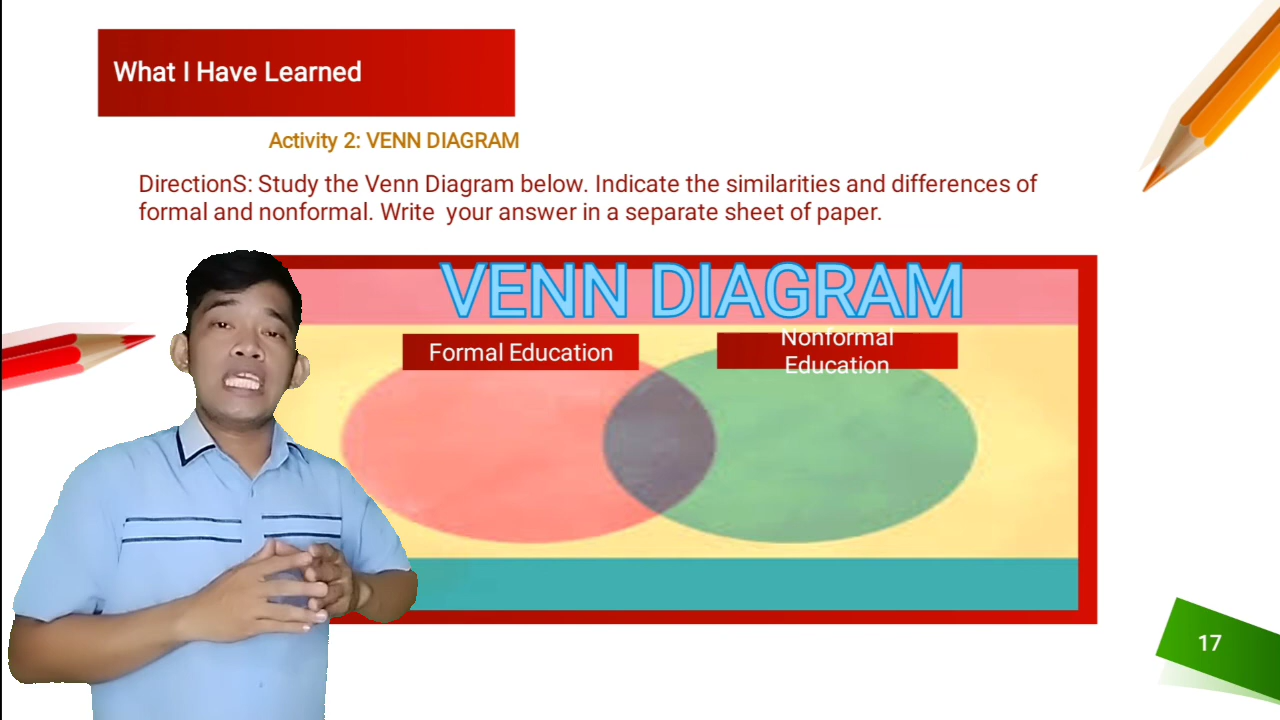 What I Have Learned
Activity 2: VENN DIAGRAM
DirectionS: Study the Venn Diagram below. Indicate the similarities and differences of
formal and nonformal. Write  your answer in a separate sheet of paper.
VENN DIAGRAM
Formal Education
Nonformal
Education
17